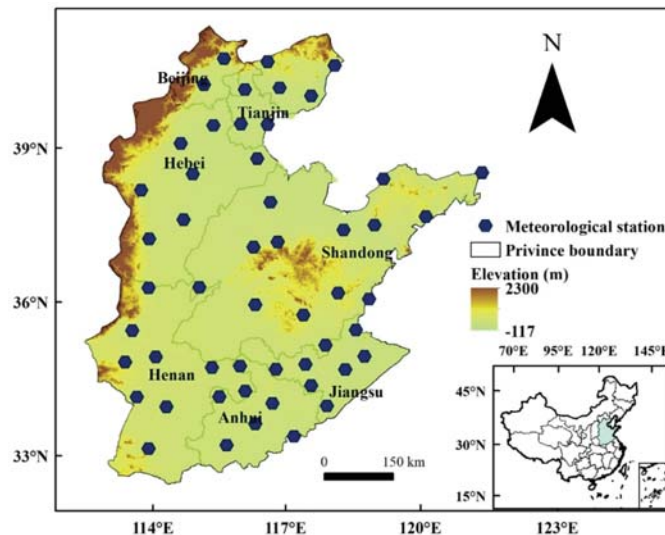 N
Beijing
Tianjin
39°N
Hebei
Meteorological station
Privince boundary
Shandong
Elevation (m)
2300
-117
36°N
70°E 95°E 120°E 145°E
Henan
Jiangsu
45°N
Anhui
33°N
30°N
0 150 km
15°N
114°E 117°E 120°E 123°E